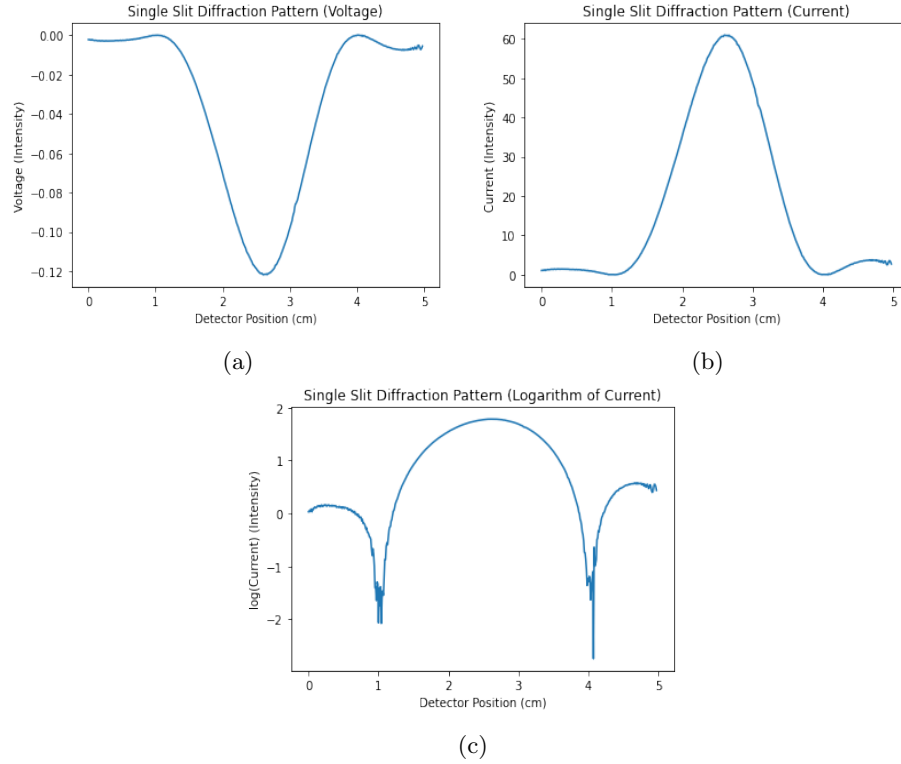 Single Slit Diffraction Pattern (Voltage)
0.00
−0.02
−0.04
−0.06
−0.08
−0.10
−0.12
Voltage (Intensity)
0 1 2 3 4 5
Detector Position (cm)
(a)
Single Slit Diffraction Pattern (Current)
60
50
40
30
20
10
0
Current (Intensity)
0 1 2 3 4 5
Detector Position (cm)
(b)
Single Slit Diffraction Pattern (Logarithm of Current)
2
1
0
−1
−2
log(Current) (Intensity)
0 1 2 3 4 5
Detector Position (cm)
(c)